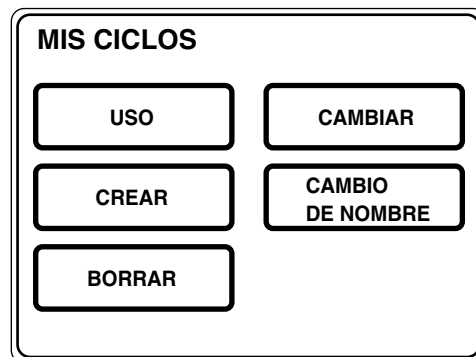 MIS CICLOS
USO
CAMBIAR
CREAR
CAMBIO
DE NOMBRE
BORRAR